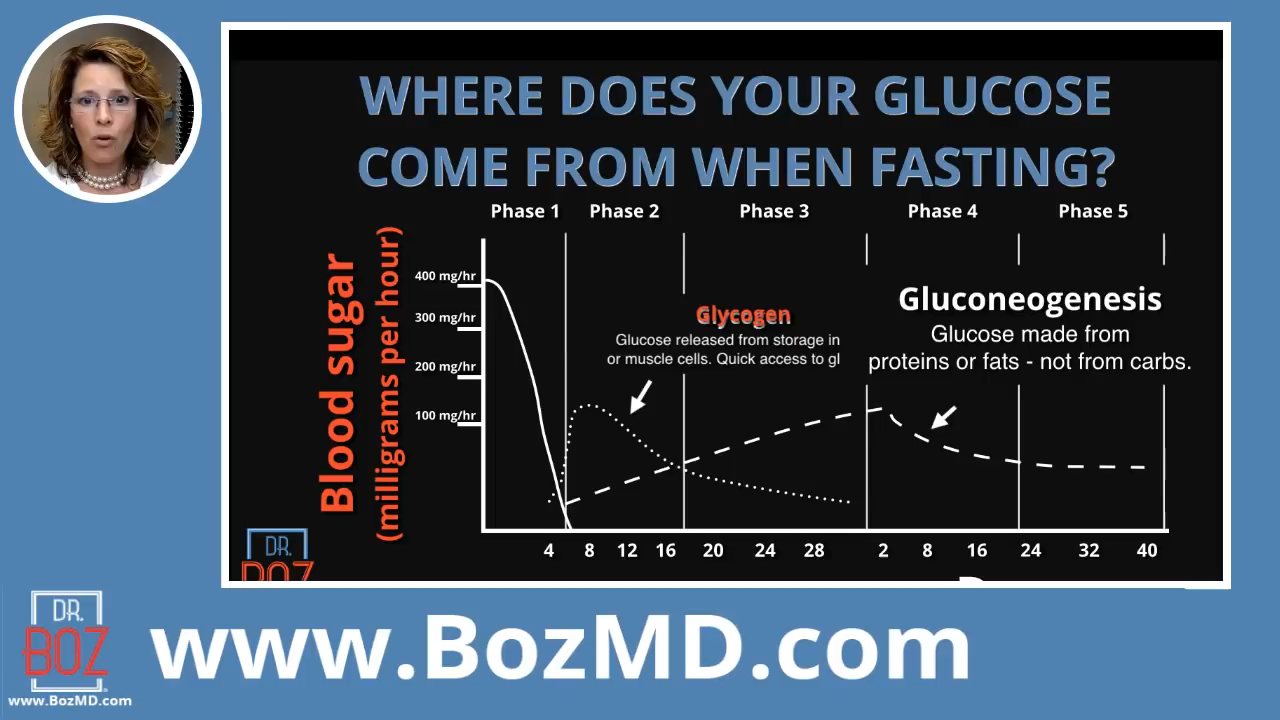 WHERE DOES YOUR GLUCOSE
COME FROM WHEN FASTING?
Phase 1 Phase 2 Phase 3 Phase 4 Phase 5
Blood sugar
(milligrams per hour)
400 mg/hr
300 mg/hr
200 mg/hr
100 mg/hr
Glycogen
Glucose released from storage in
or muscle cells. Quick access to gl
Gluconeogenesis
Glucose made from
proteins or fats - not from carbs.
4 8 12 16 20 24 28 2 8 16 24 32 40
DR.
BOZ
DR.
BOZ
www.BozMD.com
www.BozMD.com